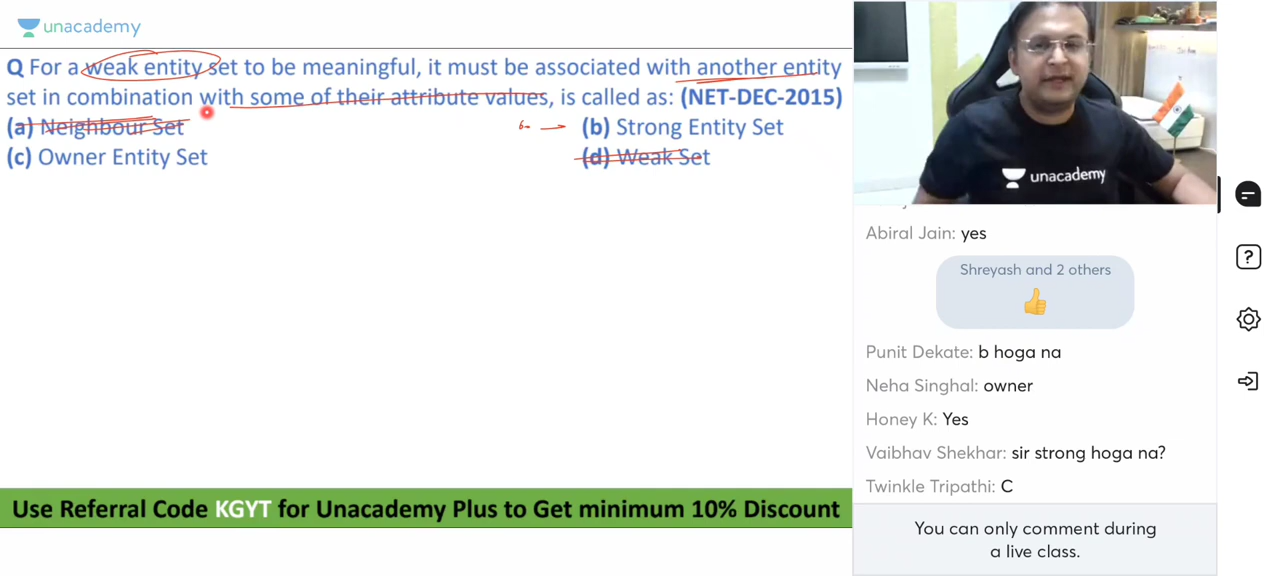 unacademy
Q For a weak entity set to be meaningful, it must be associated with another entity
set in combination with some of their attribute values, is called as: (NET-DEC-2015)
(a) Neighbour Set
(b) Strong Entity Set
(c) Owner Entity Set
(d) Weak Set
Use Referral Code KGYT for Unacademy Plus to Get minimum 10% Discount
unacademy
Abiral Jain: yes
Shreyash and 2 others
Punit Dekate: b hoga na
Neha Singhal: owner
Honey K: Yes
Vaibhav Shekhar: sir strong hoga na?
Twinkle Tripathi: C
You can only comment during
a live class.